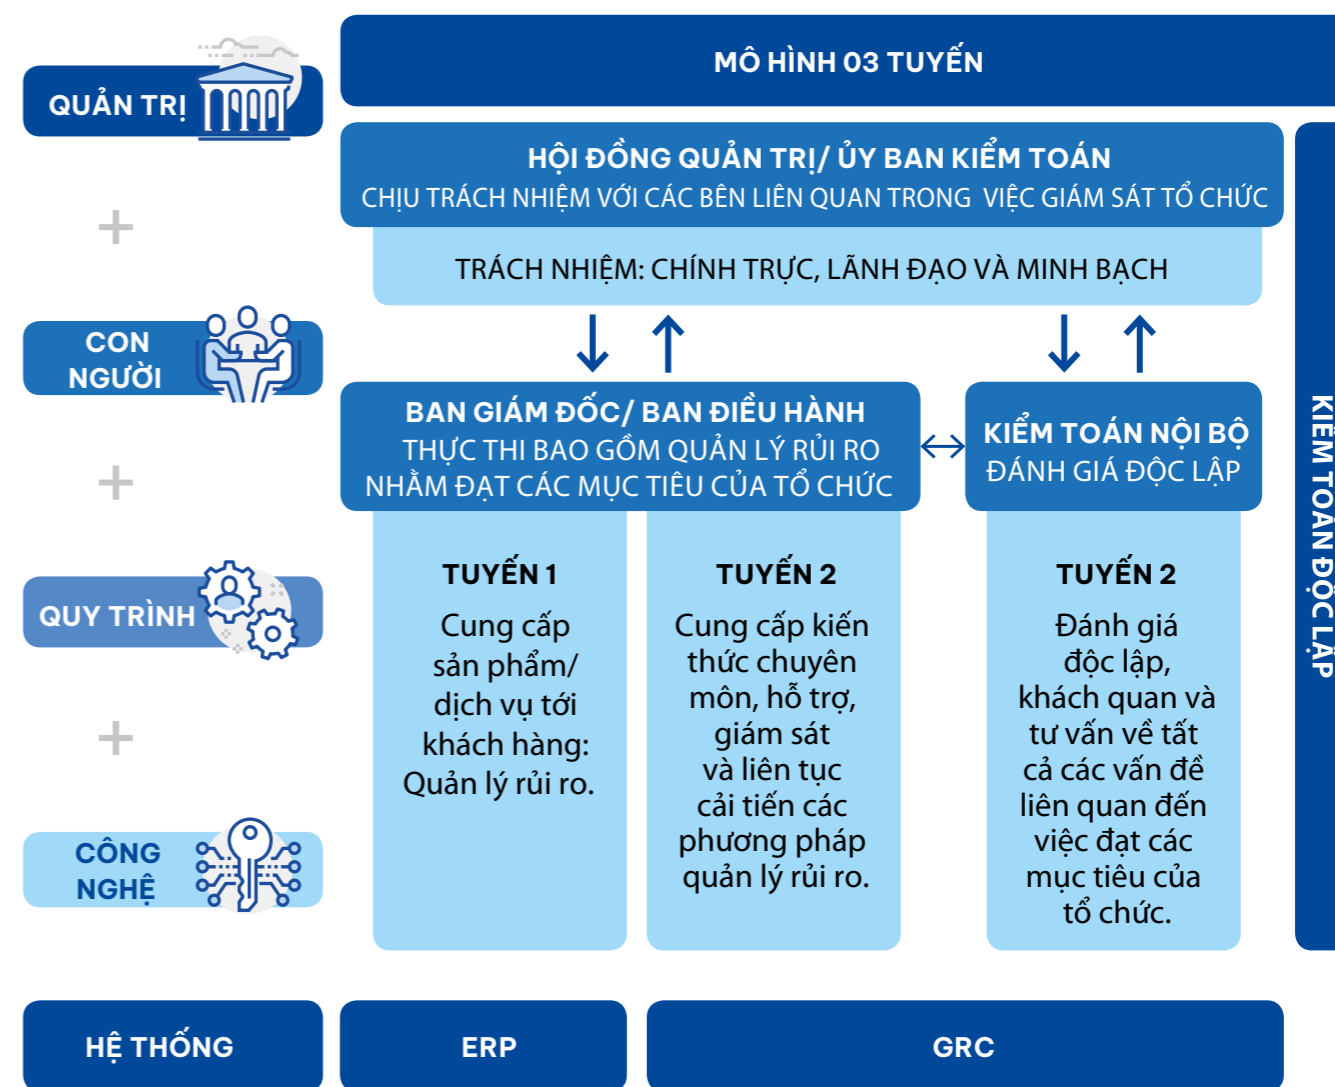 MÔ HÌNH 03 TUYẾN
QUẢN TRỊ
HỘI ĐỒNG QUẢN TRỊ/ ỦY BAN KIỂM TOÁN
CHỊU TRÁCH NHIỆM VỚI CÁC BÊN LIÊN QUAN TRONG VIỆC GIÁM SÁT TỔ CHỨC
TRÁCH NHIỆM: CHÍNH TRỰC, LÃNH ĐẠO VÀ MINH BẠCH
+
CON
NGƯỜI
BAN GIÁM ĐỐC/ BAN ĐIỀU HÀNH
THỰC THI BAO GỒM QUẢN LÝ RỦI RO
NHẰM ĐẠT CÁC MỤC TIÊU CỦA TỔ CHỨC
KIỂM TOÁN NỘI BỘ
ĐÁNH GIÁ ĐỘC LẬP
+
QUY TRÌNH
TUYẾN 1
Cung cấp
sản phẩm/
dịch vụ tới
khách hàng:
Quản lý rủi ro.
TUYẾN 2
Cung cấp kiến
thức chuyên
môn, hỗ trợ,
giám sát
và liên tục
cải tiến các
phương pháp
quản lý rủi ro.
TUYẾN 2
Đánh giá
độc lập,
khách quan và
tư vấn về tất
cả các vấn đề
liên quan đến
việc đạt các
mục tiêu của
tổ chức.
+
CÔNG
NGHỆ
KIỂM TOÁN ĐỘC LẬP
HỆ THỐNG
ERP
GRC